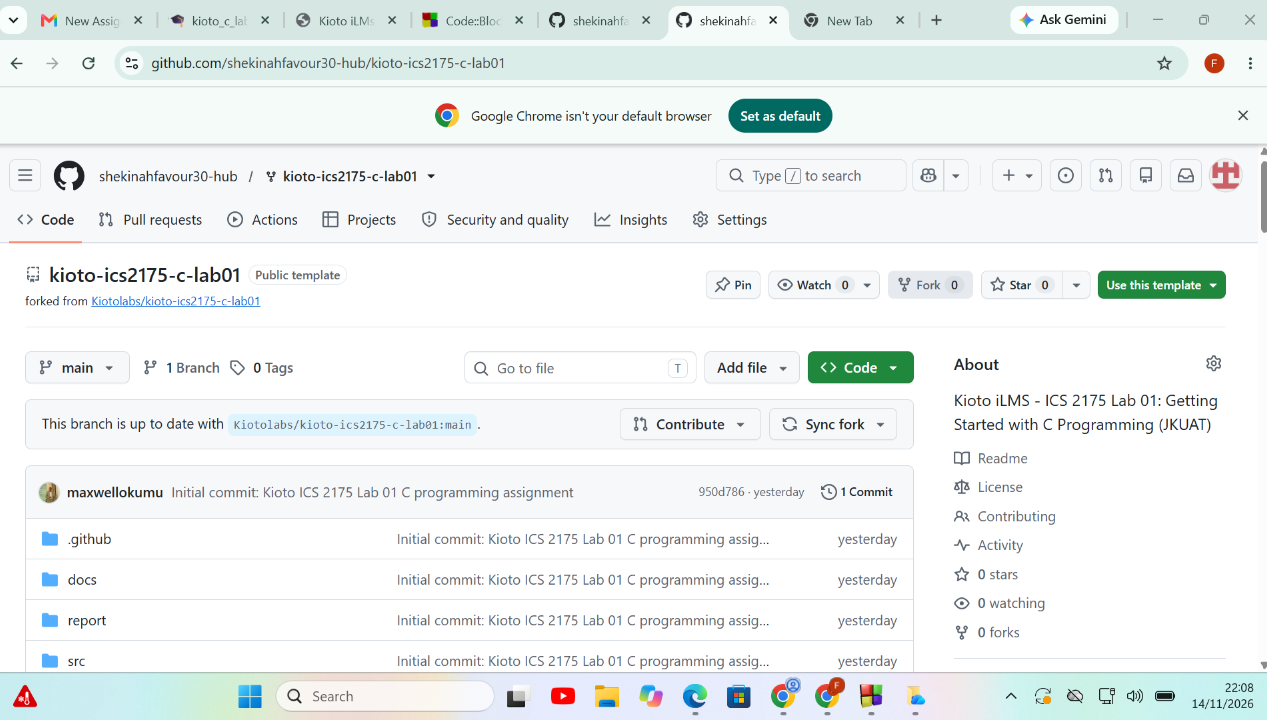 New Assig
kioto_c_lab
Kioto iLMS
Code::Bloc
shekinahfa
shekinahfa
New Tab
Ask Gemini
github.com/shekinahfavour30-hub/kioto-ics2175-c-lab01
F
Google Chrome isn't your default browser
Set as default
shekinahfavour30-hub / kioto-ics2175-c-lab01
Type / to search
Code
Pull requests
Actions
Projects
Security and quality
Insights
Settings
kioto-ics2175-c-lab01
Public template
forked from Kiotolabs/kioto-ics2175-c-lab01
Pin
Watch 0
Fork 0
Star 0
Use this template
main
1 Branch
0 Tags
Go to file
T
Add file
Code
This branch is up to date with Kiotolabs/kioto-ics2175-c-lab01:main .
Contribute
Sync fork
maxwellokumu Initial commit: Kioto ICS 2175 Lab 01 C programming assignment
950d786 · yesterday
1 Commit
.github
Initial commit: Kioto ICS 2175 Lab 01 C programming assig...
yesterday
docs
Initial commit: Kioto ICS 2175 Lab 01 C programming assig...
yesterday
report
Initial commit: Kioto ICS 2175 Lab 01 C programming assig...
yesterday
src
Initial commit: Kioto ICS 2175 Lab 01 C programming assig...
yesterday
About
Kioto iLMS - ICS 2175 Lab 01: Getting
Started with C Programming (JKUAT)
Readme
License
Contributing
Activity
0 stars
0 watching
0 forks
Search
F
22:08
14/11/2026